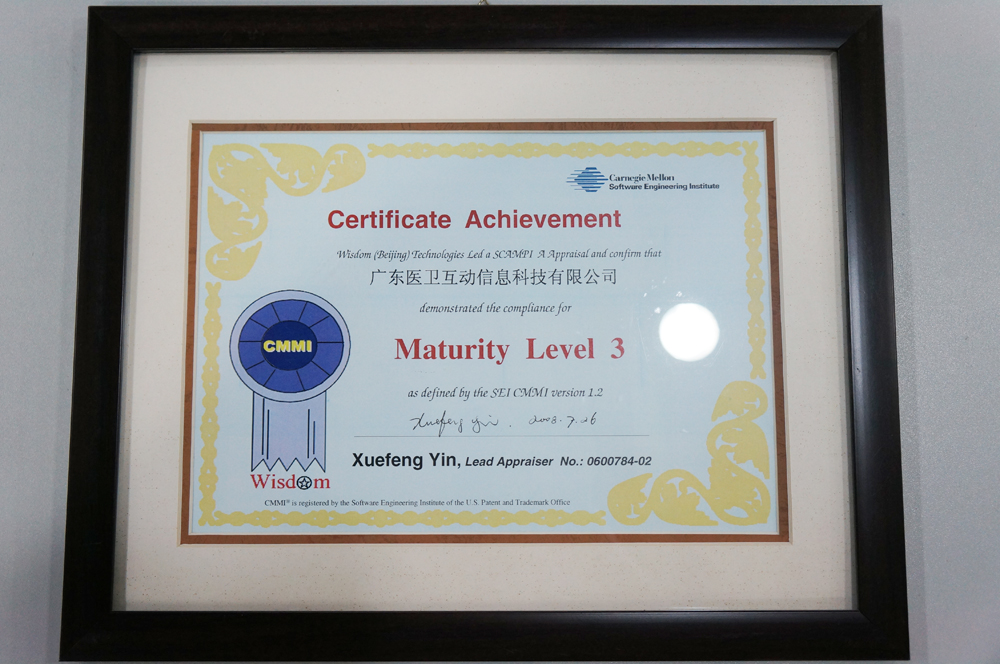 Carnegie Mellon
Software Engineering Institute
Certificate Achievement
Wisdom (Beijing) Technologies Led a SCAMPI A Appraisal and confirm that
广东医卫互动信息科技有限公司
demonstrated the compliance for
CMMI
Maturity Level 3
as defined by the SEI CMMI version 1.2
Xuefeng Yin. 2008.7.26
Xuefeng Yin, Lead Appraiser No.: 0600784-02
Wisdom
CMMI® is registered by the Software Engineering Institute of the U.S. Patent and Trademark Office